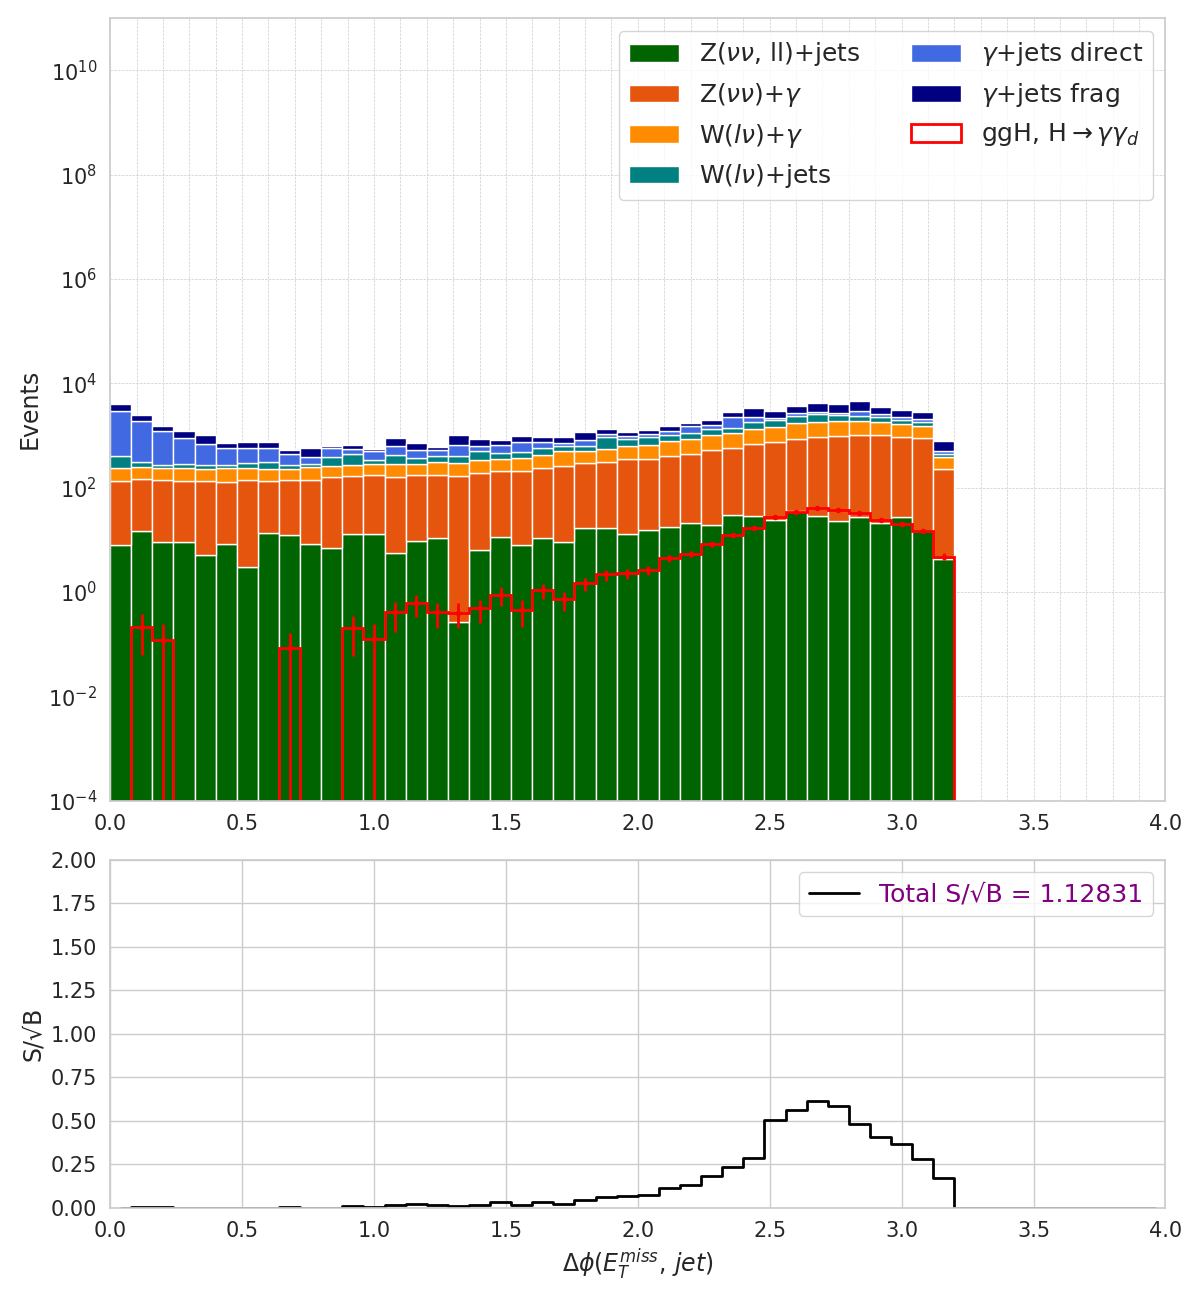 Z(νν, ll)+jets
Z(νν)+γ
W(lν)+γ
W(lν)+jets
γ+jets direct
γ+jets frag
ggH, H→γγ_d
Events
10^10
10^8
10^6
10^4
10^2
10^0
10^−2
10^−4
0.0 0.5 1.0 1.5 2.0 2.5 3.0 3.5 4.0
Total S/√B = 1.12831
S/√B
2.00
1.75
1.50
1.25
1.00
0.75
0.50
0.25
0.00
0.0 0.5 1.0 1.5 2.0 2.5 3.0 3.5 4.0
Δϕ(E_T^miss, jet)